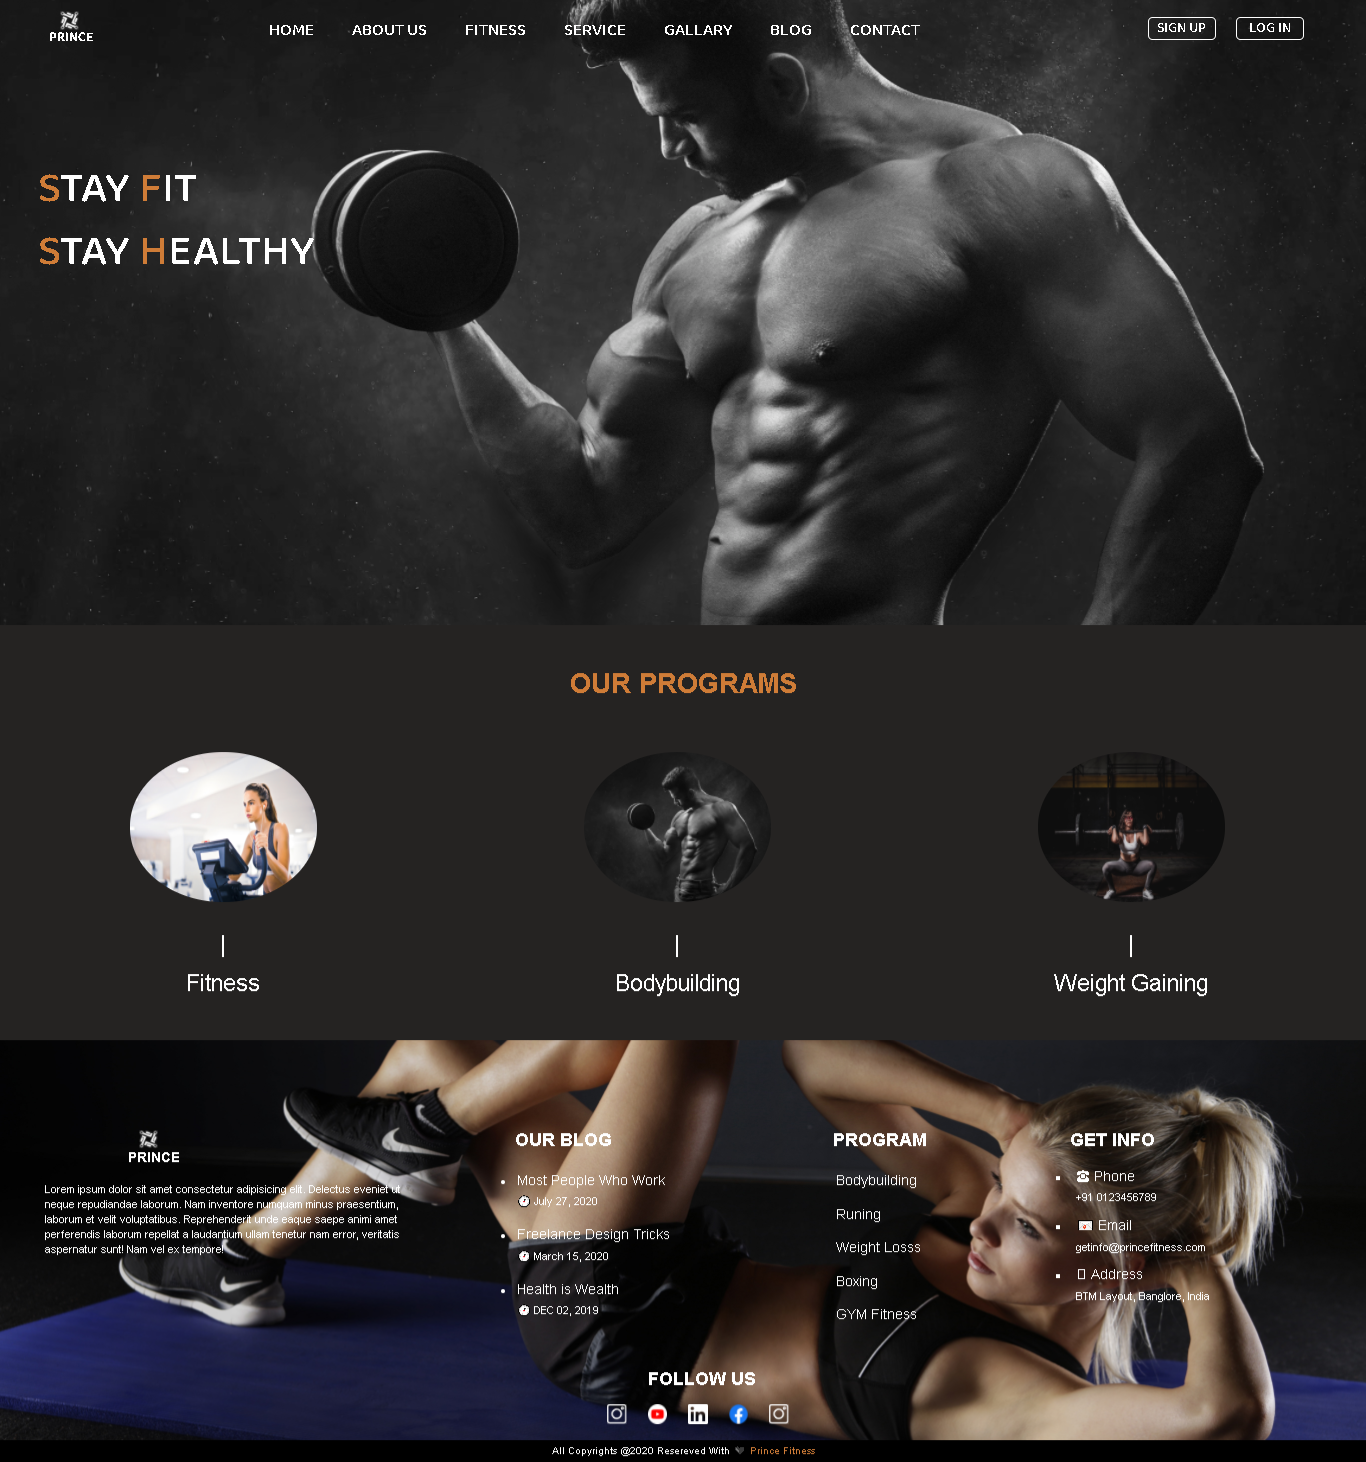 PRINCE
HOME ABOUT US FITNESS SERVICE GALLARY BLOG CONTACT
SIGN UP LOG IN
STAY FIT
STAY HEALTHY
OUR PROGRAMS
Fitness
Bodybuilding
Weight Gaining
PRINCE
Lorem ipsum dolor sit amet consectetur adipisicing elit. Delectus eveniet ut
neque repudiandae laborum. Nam inventore numquam minus praesentium,
laborum et velit voluptatibus. Reprehenderit unde eaque saepe animi amet
perferendis laborum repellat a laudantium ullam tenetur nam error, veritatis
aspernatur sunt! Nam vel ex tempore!
OUR BLOG
Most People Who Work
July 27, 2020
Freelance Design Tricks
March 15, 2020
Health is Wealth
DEC 02, 2019
PROGRAM
Bodybuilding
Runing
Weight Losss
Boxing
GYM Fitness
GET INFO
Phone
+91 0123456789
Email
getinfo@princefitness.com
Address
BTM Layout, Banglore, India
FOLLOW US
All Copyrights @2020 Resereved With Prince Fitness